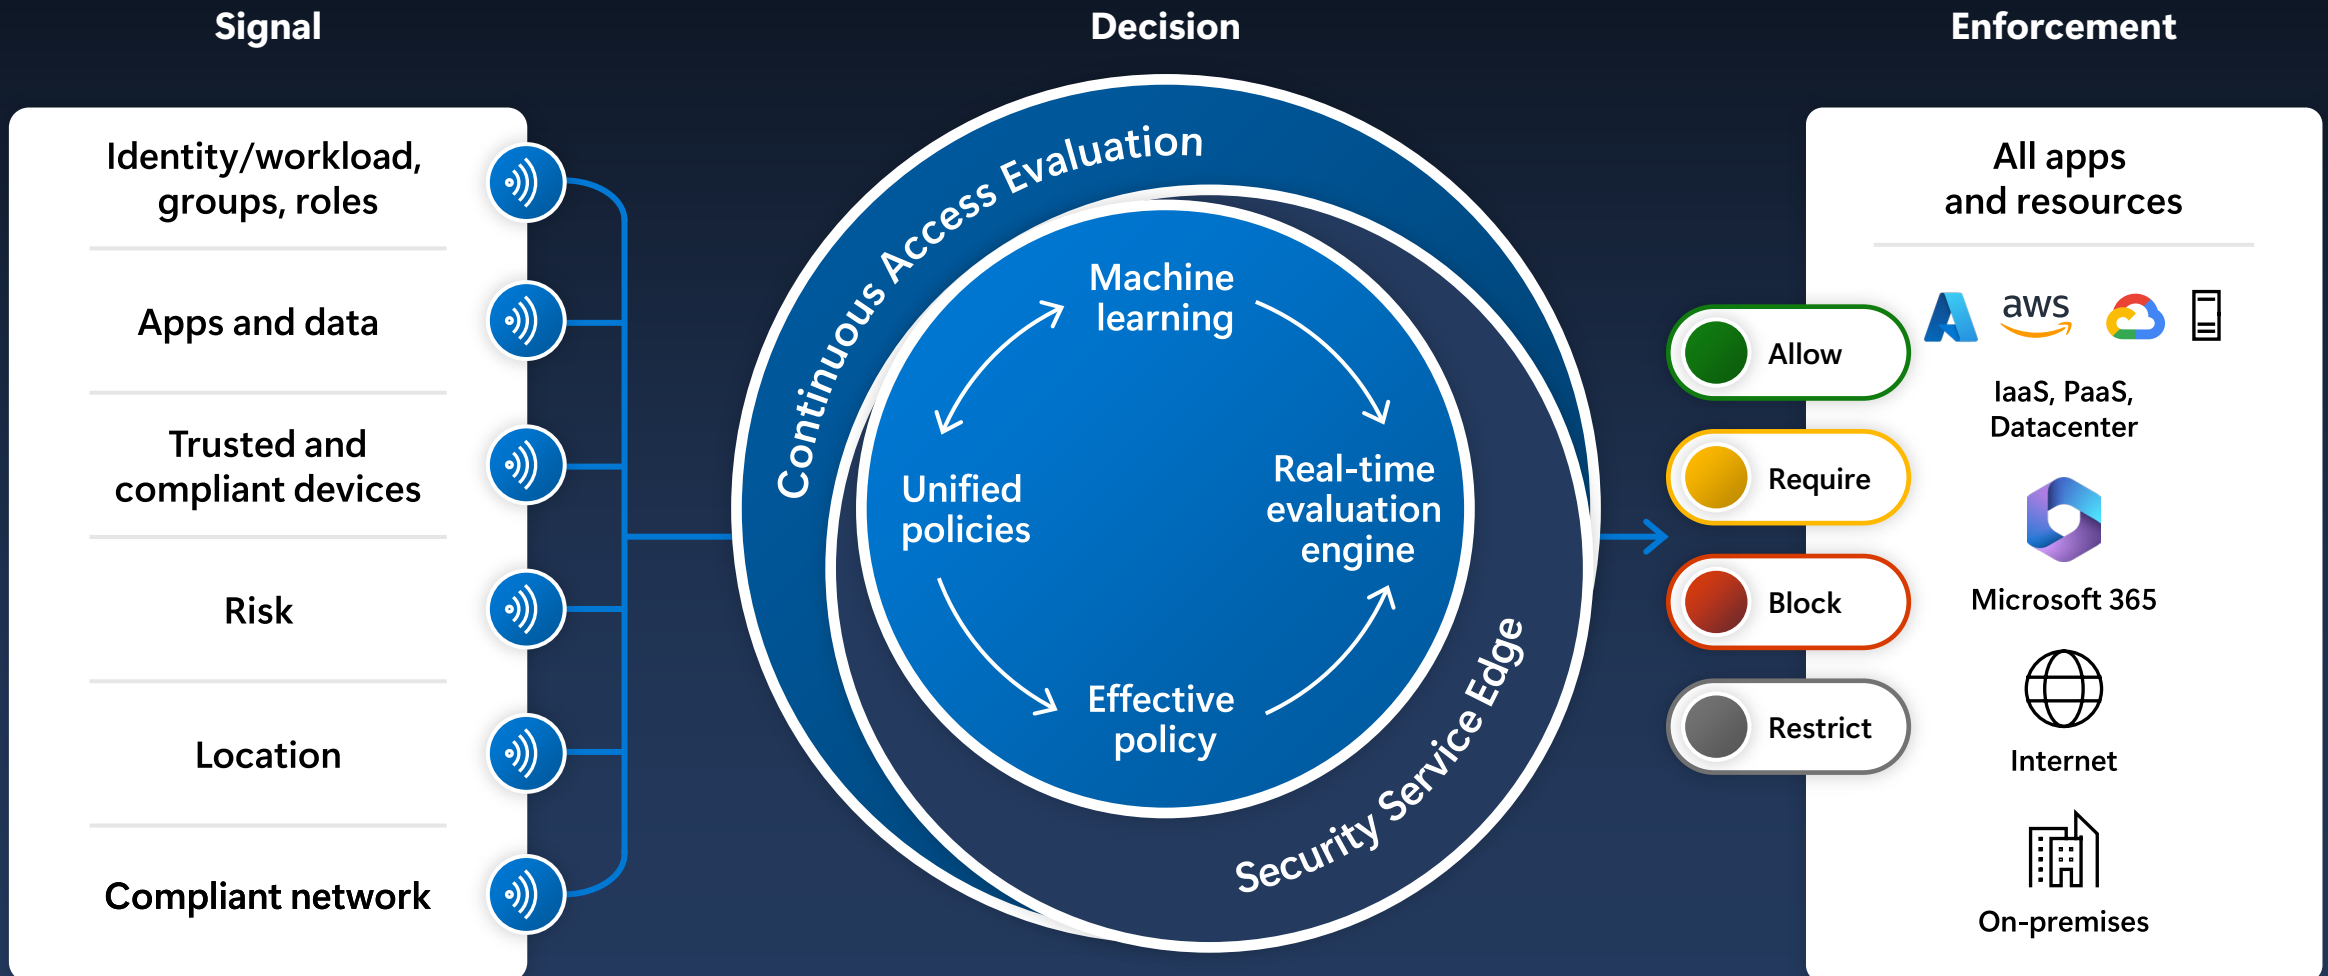 Signal
Decision
Enforcement
Identity/workload,
groups, roles
Apps and data
Trusted and
compliant devices
Risk
Location
Compliant network
Continuous Access Evaluation
Machine
learning
Unified
policies
Real-time
evaluation
engine
Effective
policy
Security Service Edge
Allow
Require
Block
Restrict
All apps
and resources
aws
IaaS, PaaS,
Datacenter
Microsoft 365
Internet
On-premises